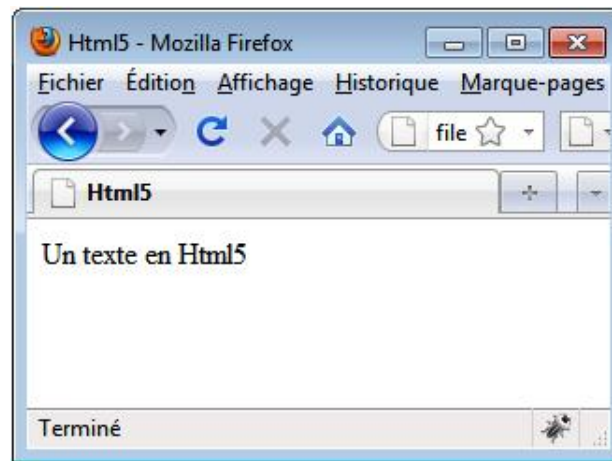 Html5 - Mozilla Firefox
Fichier Édition Affichage Historique Marque-pages
file
Html5
Un texte en Html5
Terminé